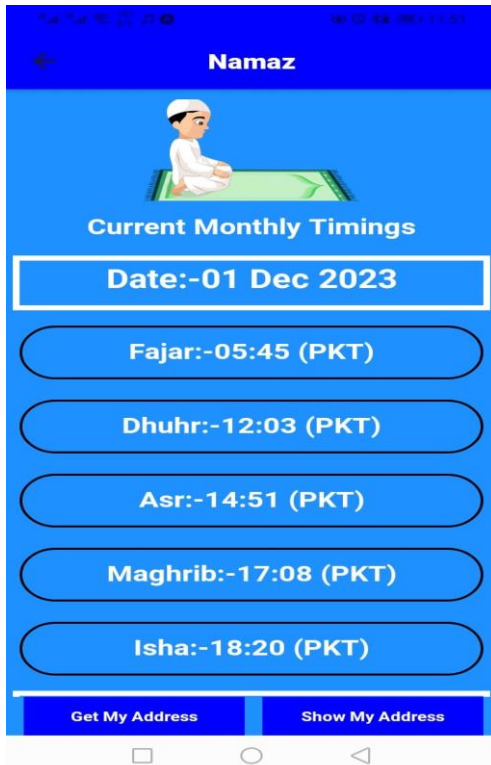 Namaz
Current Monthly Timings
Date:-01 Dec 2023
Fajar:-05:45 (PKT)
Dhuhr:-12:03 (PKT)
Asr:-14:51 (PKT)
Maghrib:-17:08 (PKT)
Isha:-18:20 (PKT)
Get My Address
Show My Address